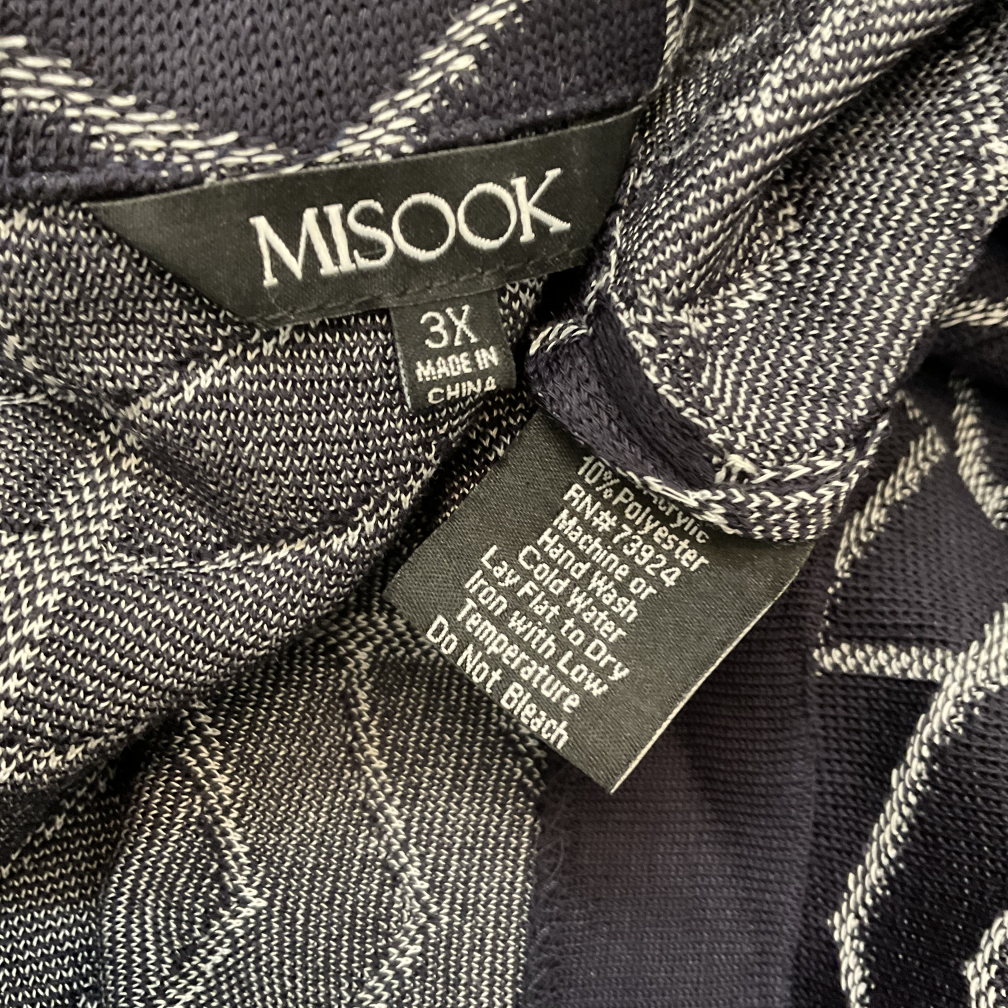 MISOOK
3X
MADE IN
CHINA
Acrylic
10% Polyester
RN# 73924
Machine or
Hand Wash
Cold Water
Lay Flat to Dry
Iron with Low
Temperature
Do Not Bleach